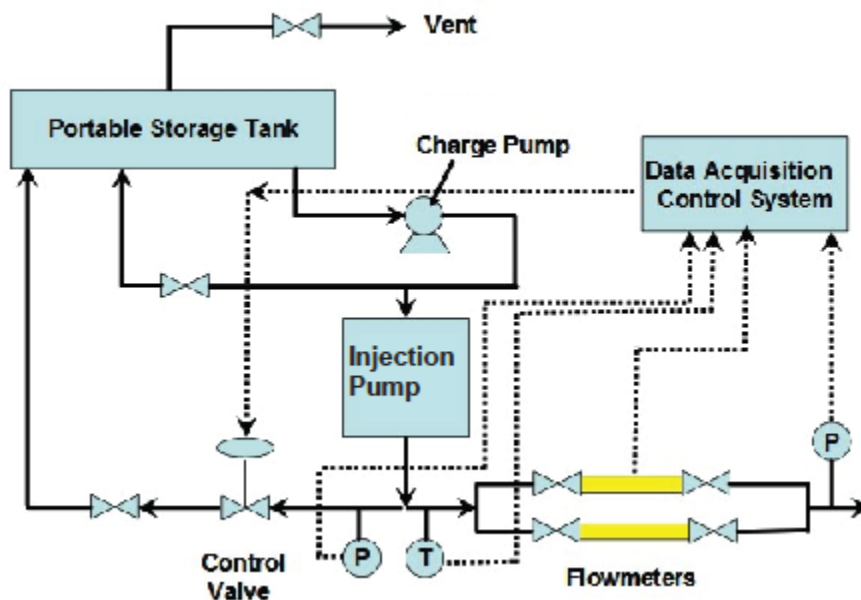 Vent
Portable Storage Tank
Charge Pump
Data Acquisition
Control System
Injection
Pump
P
P
T
Control
Valve
Flowmeters